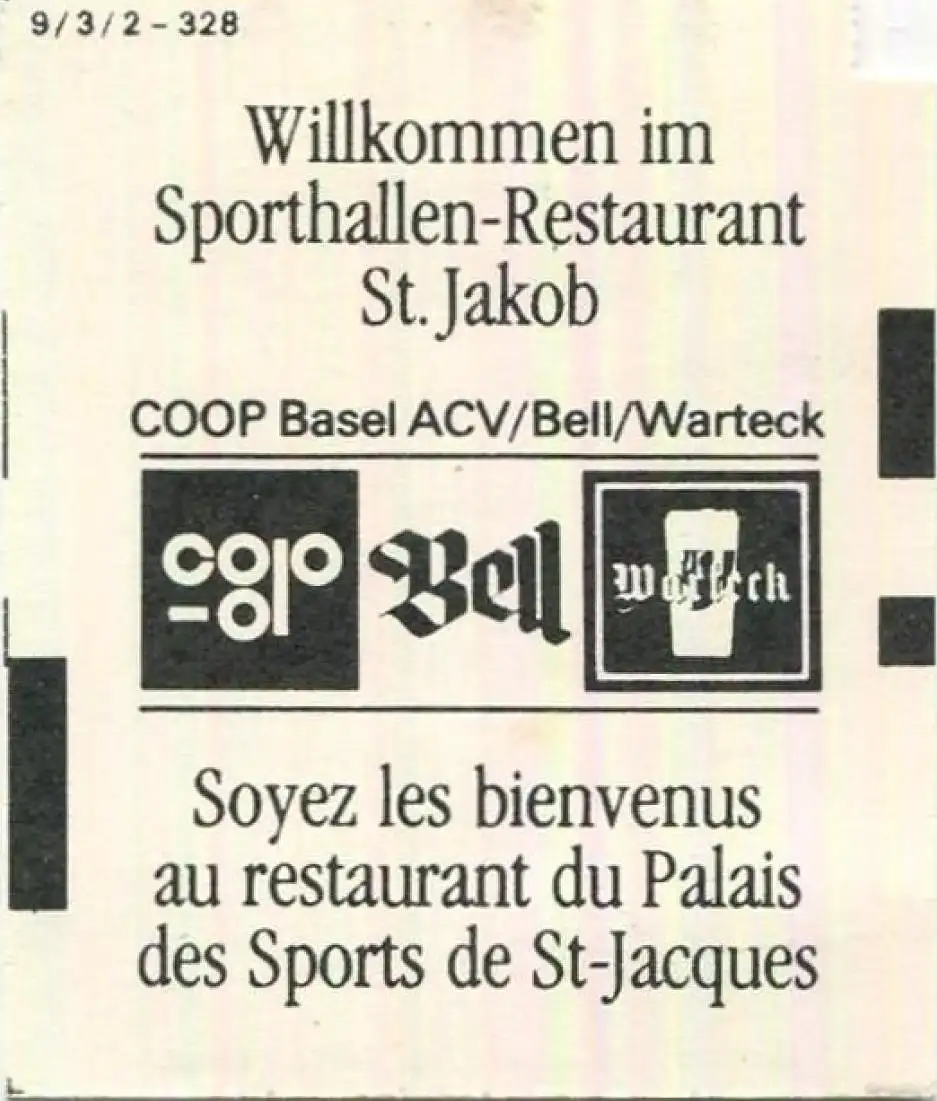 9/3/2-328
Willkommen im
Sporthallen-Restaurant
St. Jakob
COOP Basel ACV/Bell/Warteck
coop
-op
Bell
Warteck
Soyez les bienvenus
au restaurant du Palais
des Sports de St-Jacques